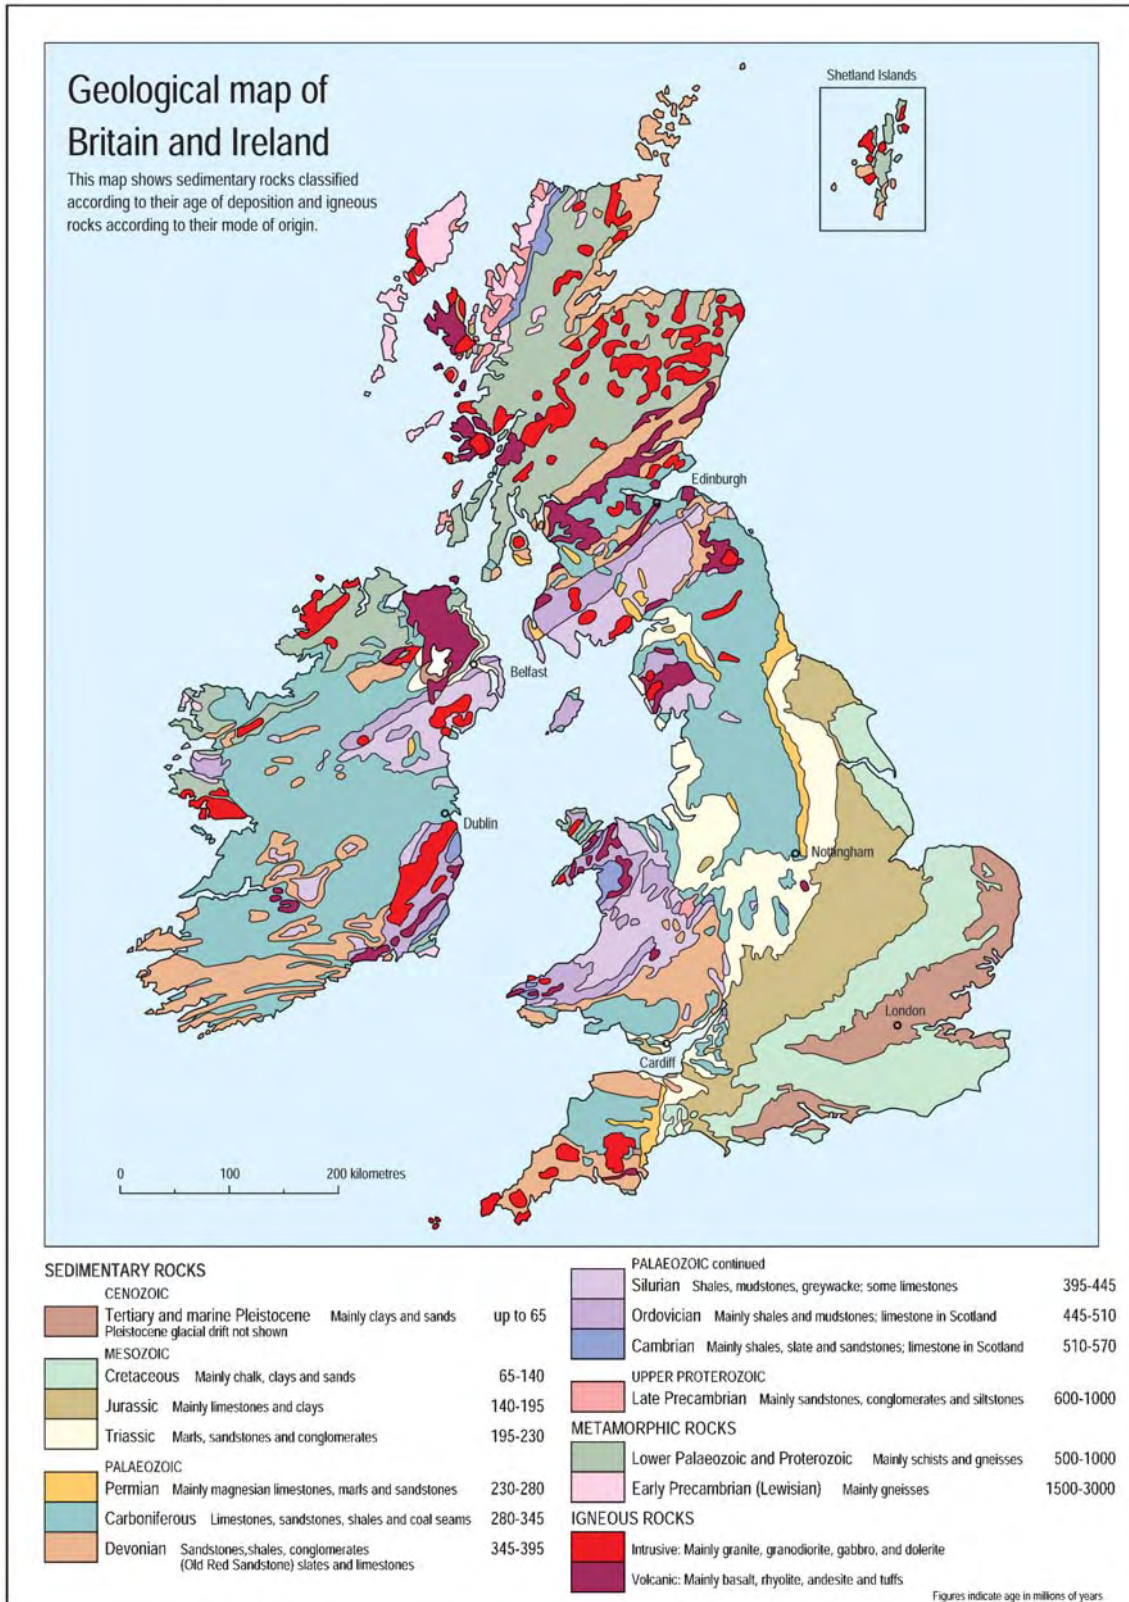 Geological map of
Britain and Ireland
This map shows sedimentary rocks classified
according to their age of deposition and igneous
rocks according to their mode of origin.
Shetland Islands
Edinburgh
Belfast
Dublin
Nottingham
London
Cardiff
0 100 200 kilometres
SEDIMENTARY ROCKS
CENOZOIC
Tertiary and marine Pleistocene Mainly clays and sands up to 65
Pleistocene glacial drift not shown
MESOZOIC
Cretaceous Mainly chalk, clays and sands 65-140
Jurassic Mainly limestones and clays 140-195
Triassic Marls, sandstones and conglomerates 195-230
PALAEOZOIC
Permian Mainly magnesian limestones, marls and sandstones 230-280
Carboniferous Limestones, sandstones, shales and coal seams 280-345
Devonian Sandstones,shales, conglomerates 345-395
(Old Red Sandstone) slates and limestones
PALAEOZOIC continued
Silurian Shales, mudstones, greywacke; some limestones 395-445
Ordovician Mainly shales and mudstones; limestone in Scotland 445-510
Cambrian Mainly shales, slate and sandstones; limestone in Scotland 510-570
UPPER PROTEROZOIC
Late Precambrian Mainly sandstones, conglomerates and siltstones 600-1000
METAMORPHIC ROCKS
Lower Palaeozoic and Proterozoic Mainly schists and gneisses 500-1000
Early Precambrian (Lewisian) Mainly gneisses 1500-3000
IGNEOUS ROCKS
Intrusive: Mainly granite, granodiorite, gabbro, and dolerite
Volcanic: Mainly basalt, rhyolite, andesite and tuffs
Figures indicate age in millions of years